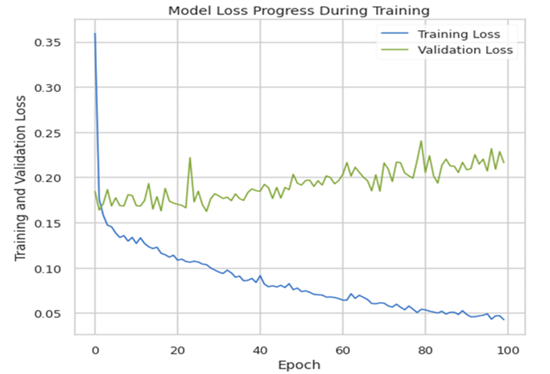 Model Loss Progress During Training
Training Loss
Validation Loss
Training and Validation Loss
0.35
0.30
0.25
0.20
0.15
0.10
0.05
0
20
40
60
80
100
Epoch